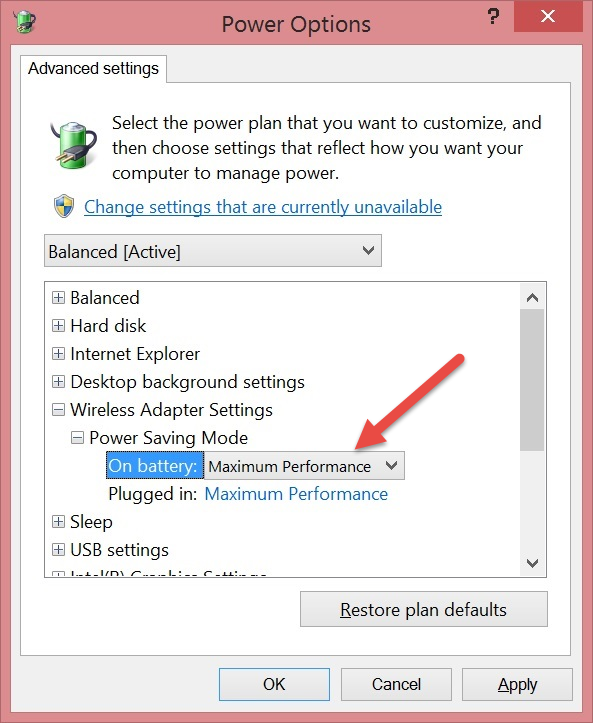 Power Options
?
Advanced settings
Select the power plan that you want to customize, and
then choose settings that reflect how you want your
computer to manage power.
Change settings that are currently unavailable
Balanced [Active]
Balanced
Hard disk
Internet Explorer
Desktop background settings
Wireless Adapter Settings
Power Saving Mode
On battery: Maximum Performance
Plugged in: Maximum Performance
Sleep
USB settings
Intel(R) Graphics Settings
Restore plan defaults
OK Cancel Apply